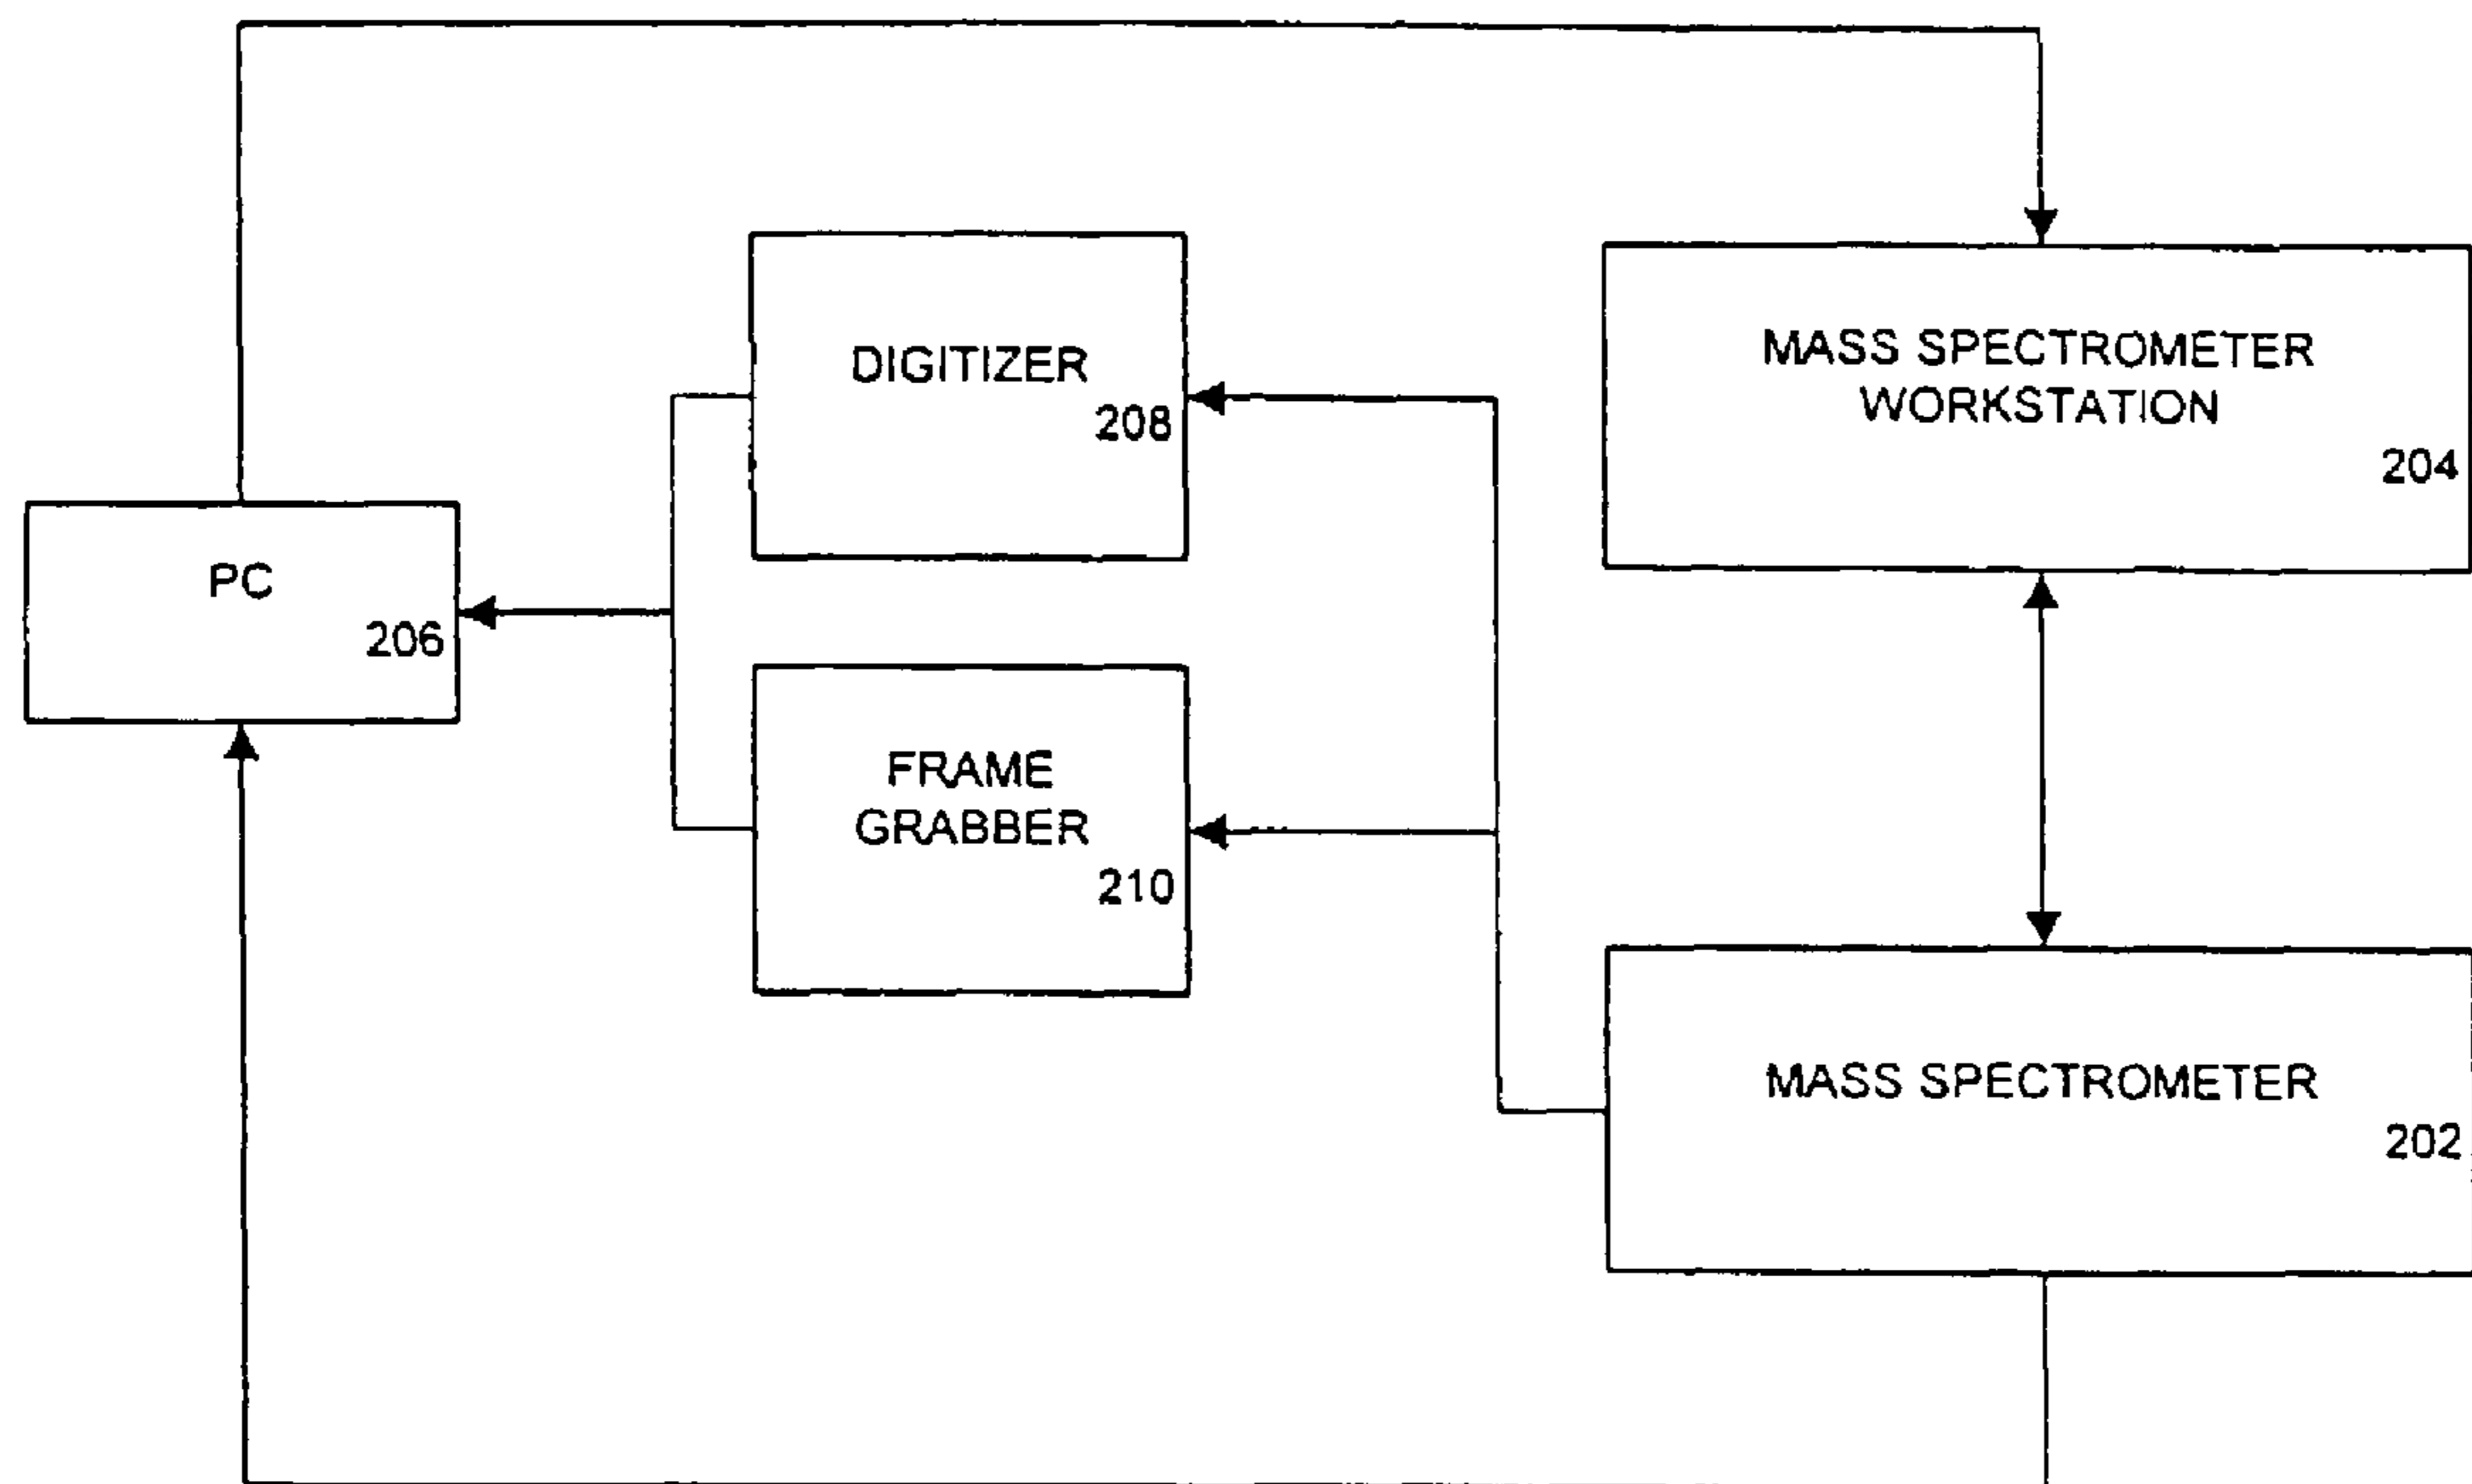 DIGITIZER
208
MASS SPECTROMETER
WORKSTATION
204
PC
206
FRAME
GRABBER
210
MASS SPECTROMETER
202